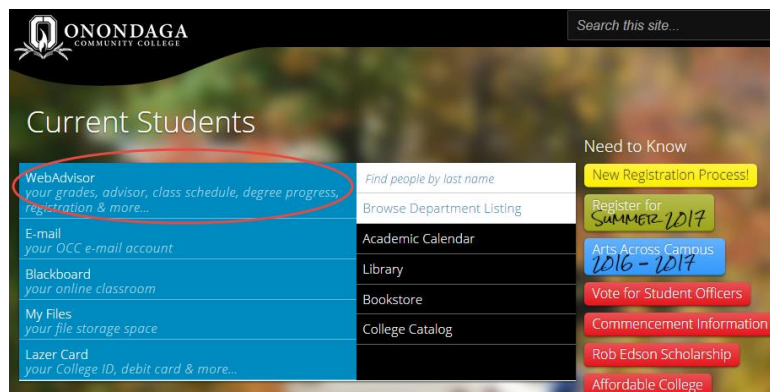 ONONDAGA
COMMUNITY COLLEGE
Search this site...
Current Students
WebAdvisor
your grades, advisor, class schedule, degree progress,
registration & more...
E-mail
your OCC e-mail account
Blackboard
your online classroom
My Files
your file storage space
Lazer Card
your College ID, debit card & more...
Find people by last name
Browse Department Listing
Academic Calendar
Library
Bookstore
College Catalog
Need to Know
New Registration Process!
Register for
SUMMER 2017
Arts Across Campus
2016 - 2017
Vote for Student Officers
Commencement Information
Rob Edson Scholarship
Affordable College